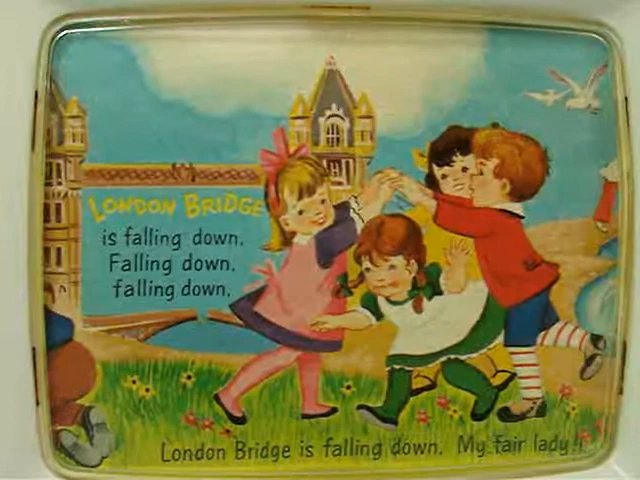 LONDON BRIDGE
is falling down.
Falling down.
falling down.
London Bridge is falling down. My fair lady!!